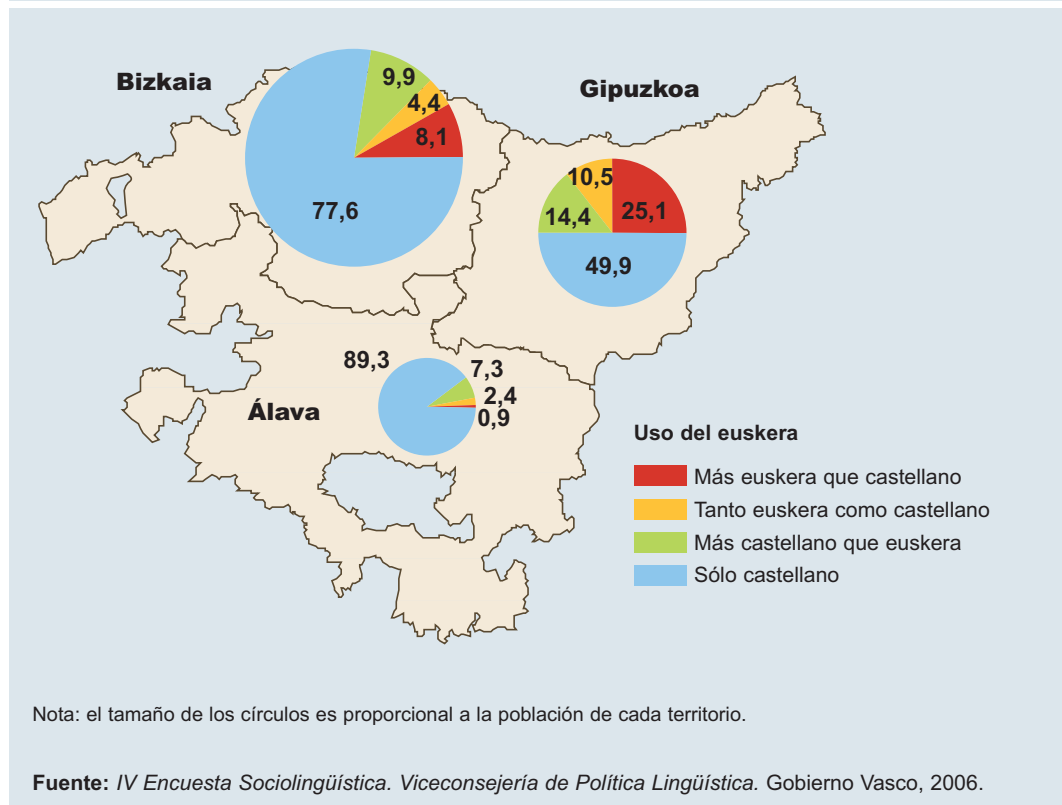 Bizkaia
9,9
4,4
8,1
77,6
Gipuzkoa
10,5
25,1
14,4
49,9
Álava
89,3
7,3
2,4
0,9
Uso del euskera
Más euskera que castellano
Tanto euskera como castellano
Más castellano que euskera
Sólo castellano
Nota: el tamaño de los círculos es proporcional a la población de cada territorio.
Fuente: IV Encuesta Sociolingüística. Viceconsejería de Política Lingüística. Gobierno Vasco, 2006.